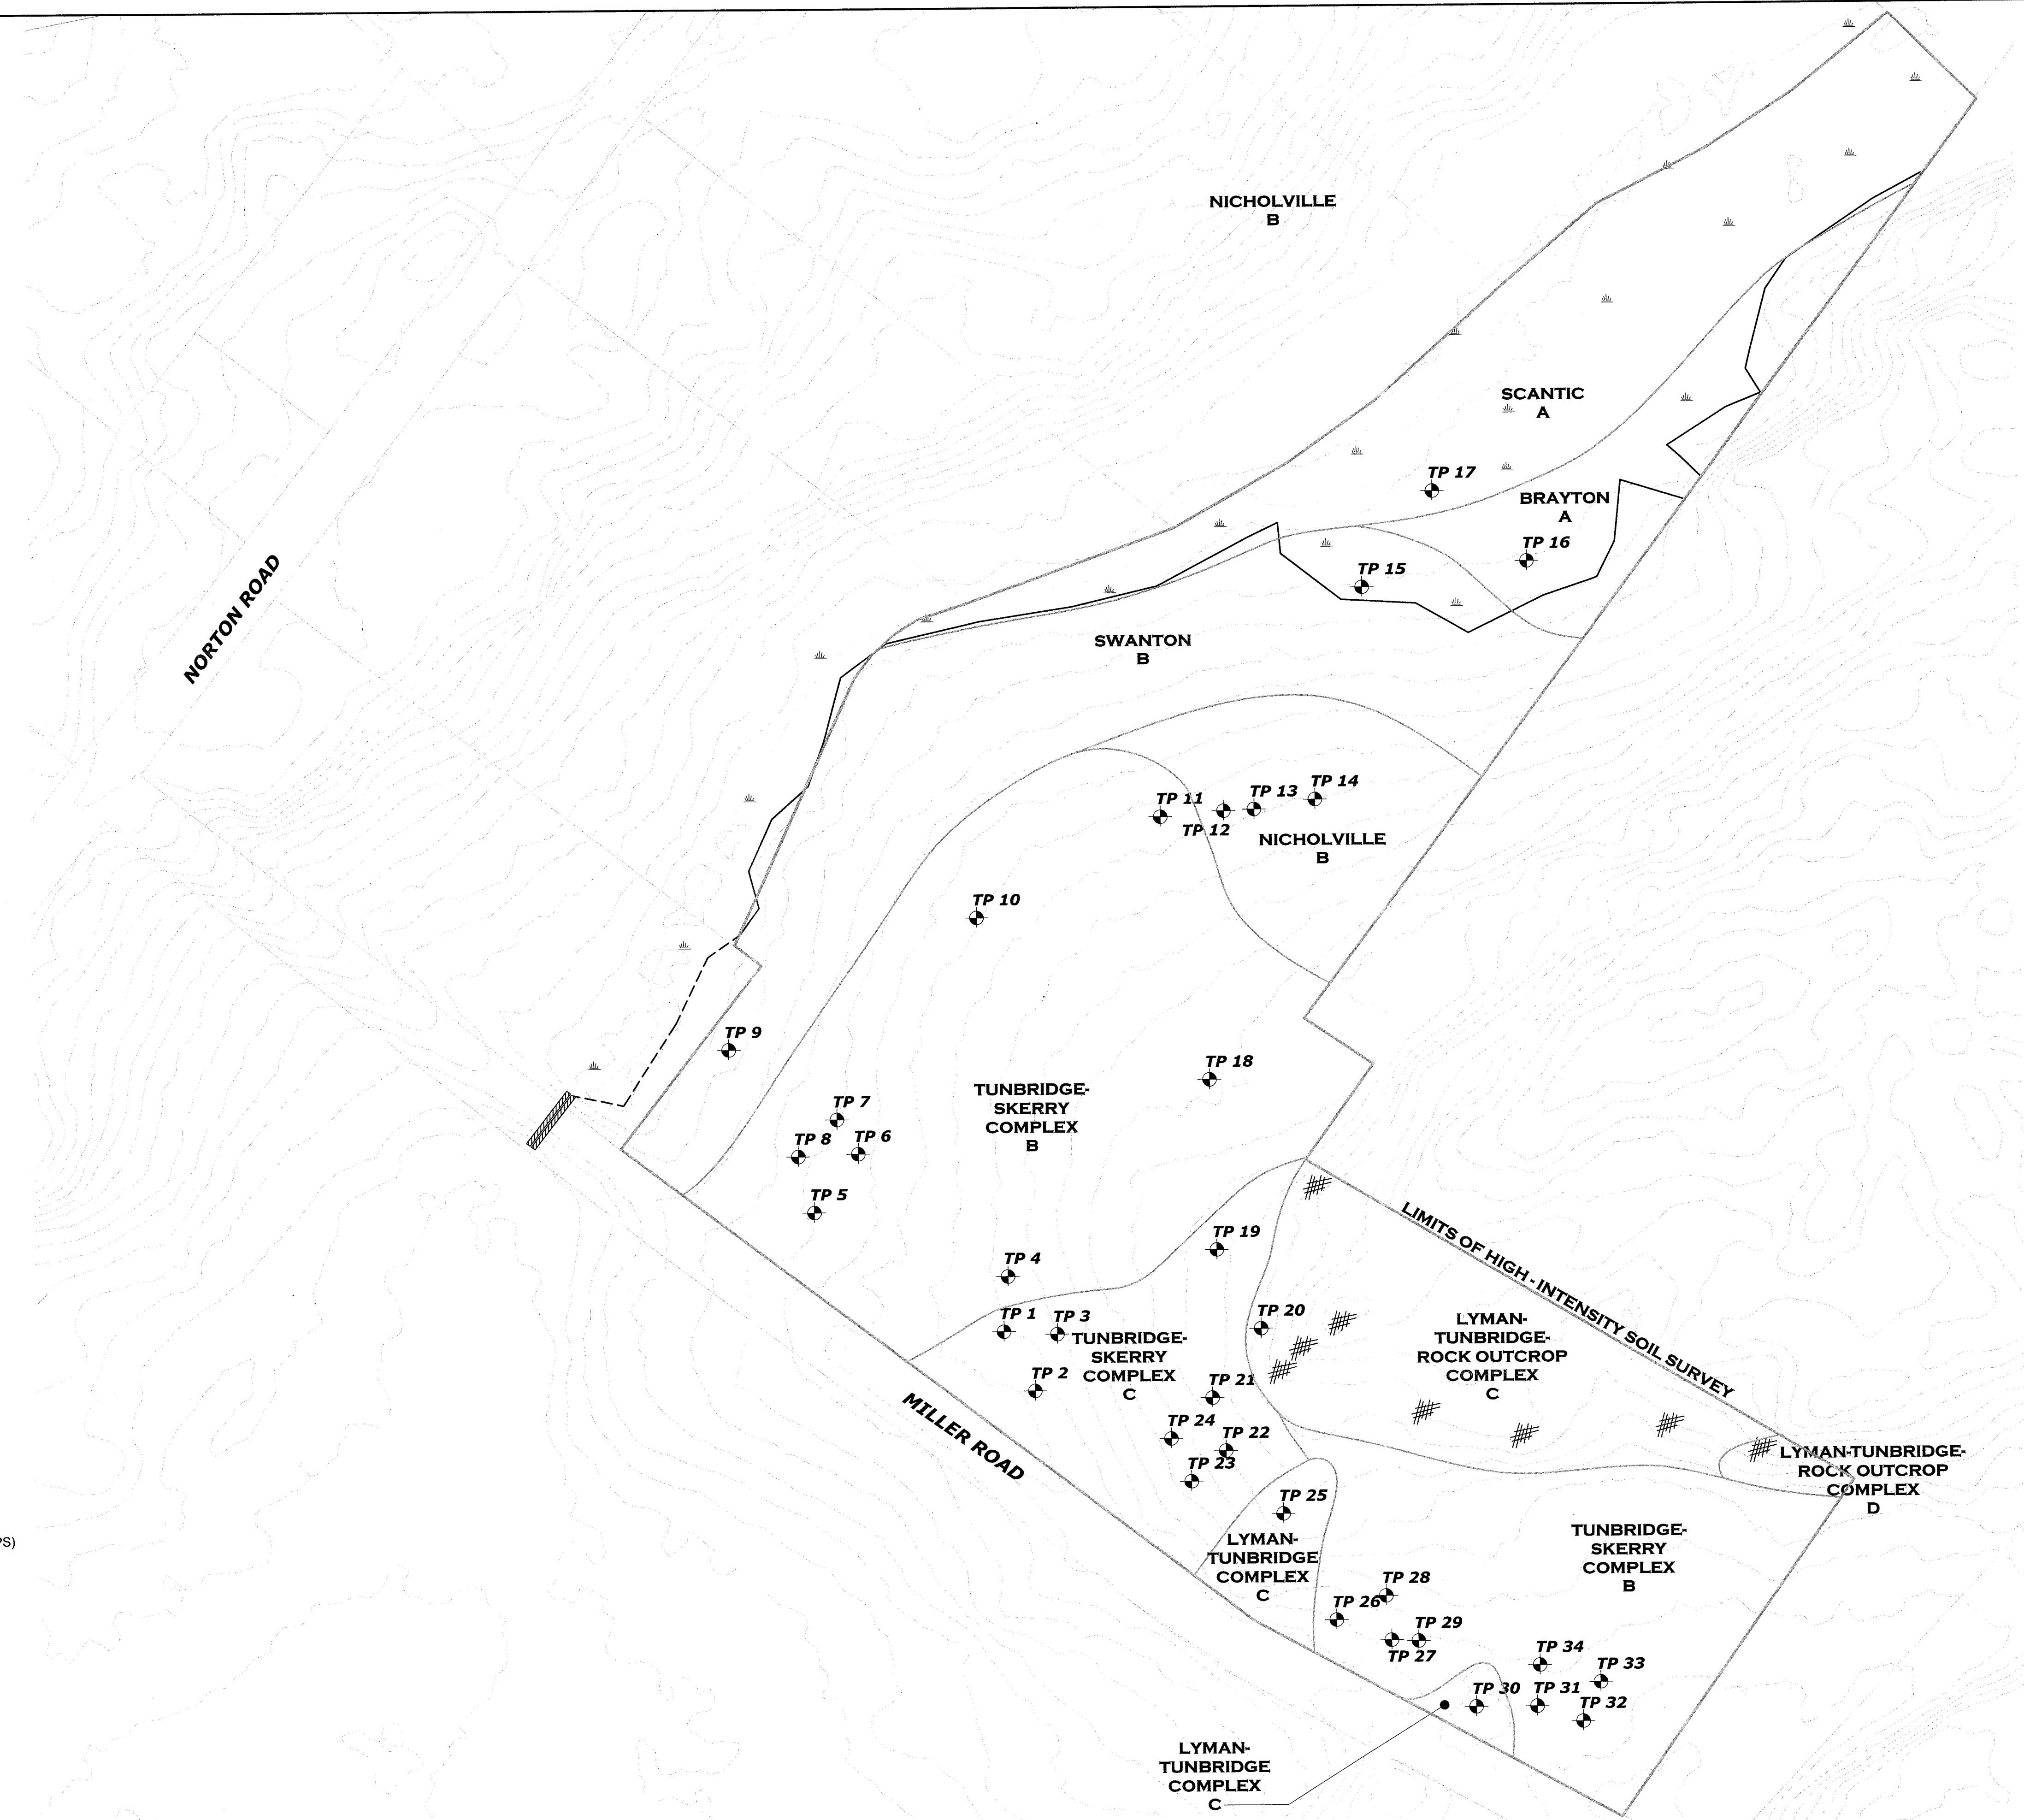 NICHOLVILLE
B
SCANTIC
A
TP 17
BRAYTON
A
TP 16
TP 15
NORTON ROAD
SWANTON
B
TP 14
TP 13
TP 11
TP 12
NICHOLVILLE
B
TP 10
TP 9
TP 18
TUNBRIDGE-
SKERRY
COMPLEX
B
TP 7
TP 8
TP 6
TP 5
LIMITS OF HIGH - INTENSITY SOIL SURVEY
TP 19
TP 4
TP 1
TP 3
TP 20
TUNBRIDGE-
SKERRY
COMPLEX
C
LYMAN-
TUNBRIDGE-
ROCK OUTCROP
COMPLEX
C
TP 2
TP 21
MILLER ROAD
TP 24
TP 22
TP 23
LYMAN-TUNBRIDGE-
ROCK OUTCROP
COMPLEX
D
TP 25
LYMAN-
TUNBRIDGE
COMPLEX
C
TUNBRIDGE-
SKERRY
COMPLEX
B
PS)
TP 28
TP 26
TP 29
TP 27
TP 34
TP 33
TP 30
TP 31
TP 32
LYMAN-
TUNBRIDGE
COMPLEX
C